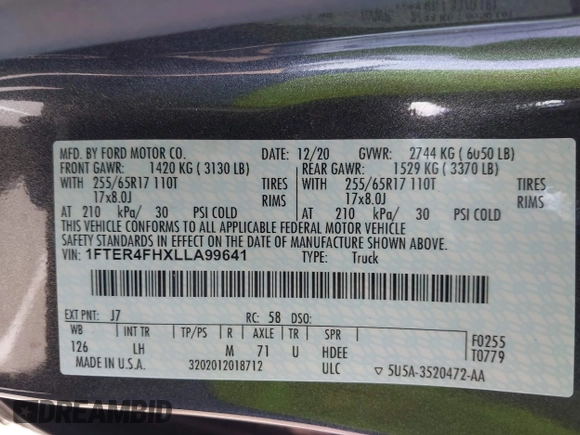 MFD. BY FORD MOTOR CO. DATE: 12/20 GVWR: 2744 KG ( 6050 LB)
FRONT GAWR: 1420 KG ( 3130 LB) REAR GAWR: 1529 KG ( 3370 LB)
WITH 255/65R17 110T TIRES WITH 255/65R17 110T TIRES
17x8.0J RIMS 17x8.0J RIMS
AT 210 kPa/ 30 PSI COLD AT 210 kPa/ 30 PSI COLD
THIS VEHICLE CONFORMS TO ALL APPLICABLE FEDERAL MOTOR VEHICLE
SAFETY STANDARDS IN EFFECT ON THE DATE OF MANUFACTURE SHOWN ABOVE.
VIN: 1FTER4FHXLLA99641 TYPE: Truck
EXT PNT: J7 RC: 58 DSO:
WB INT TR TP/PS R AXLE TR SPR F0255
126 LH M 71 U HDEE T0779
MADE IN U.S.A. 3202012018712 ULC ▽ 5U5A-3520472-AA
DREAMBID